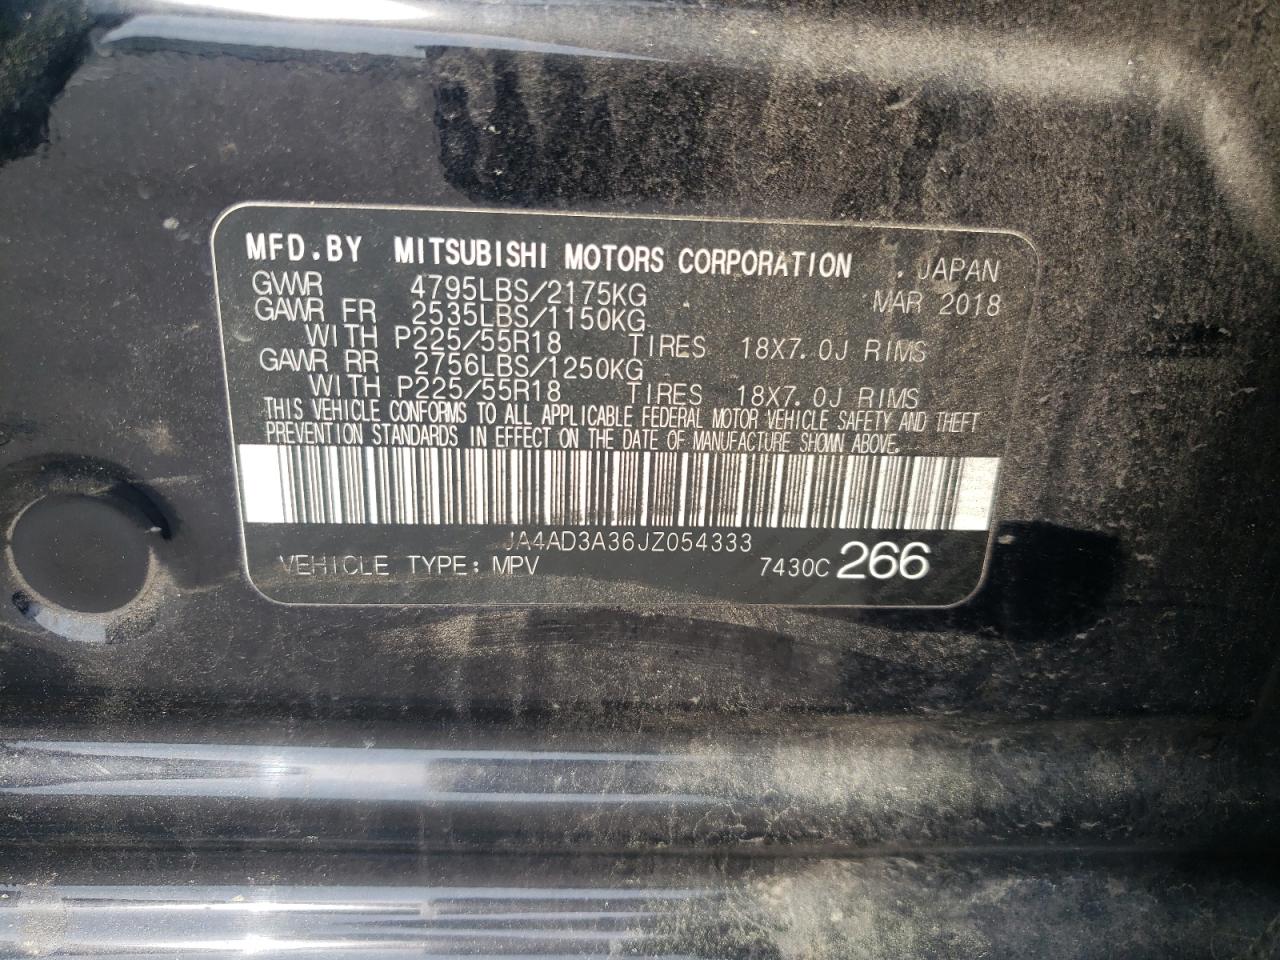 MFD.BY MITSUBISHI MOTORS CORPORATION . JAPAN
GVWR 4795LBS/2175KG MAR 2018
GAWR FR 2535LBS/1150KG
WITH P225/55R18 TIRES 18X7.0J RIMS
GAWR RR 2756LBS/1250KG
WITH P225/55R18 TIRES 18X7.0J RIMS
THIS VEHICLE CONFORMS TO ALL APPLICABLE FEDERAL MOTOR VEHICLE SAFETY AND THEFT
PREVENTION STANDARDS IN EFFECT ON THE DATE OF MANUFACTURE SHOWN ABOVE.
JA4AD3A36JZ054333
VEHICLE TYPE: MPV 7430C 266